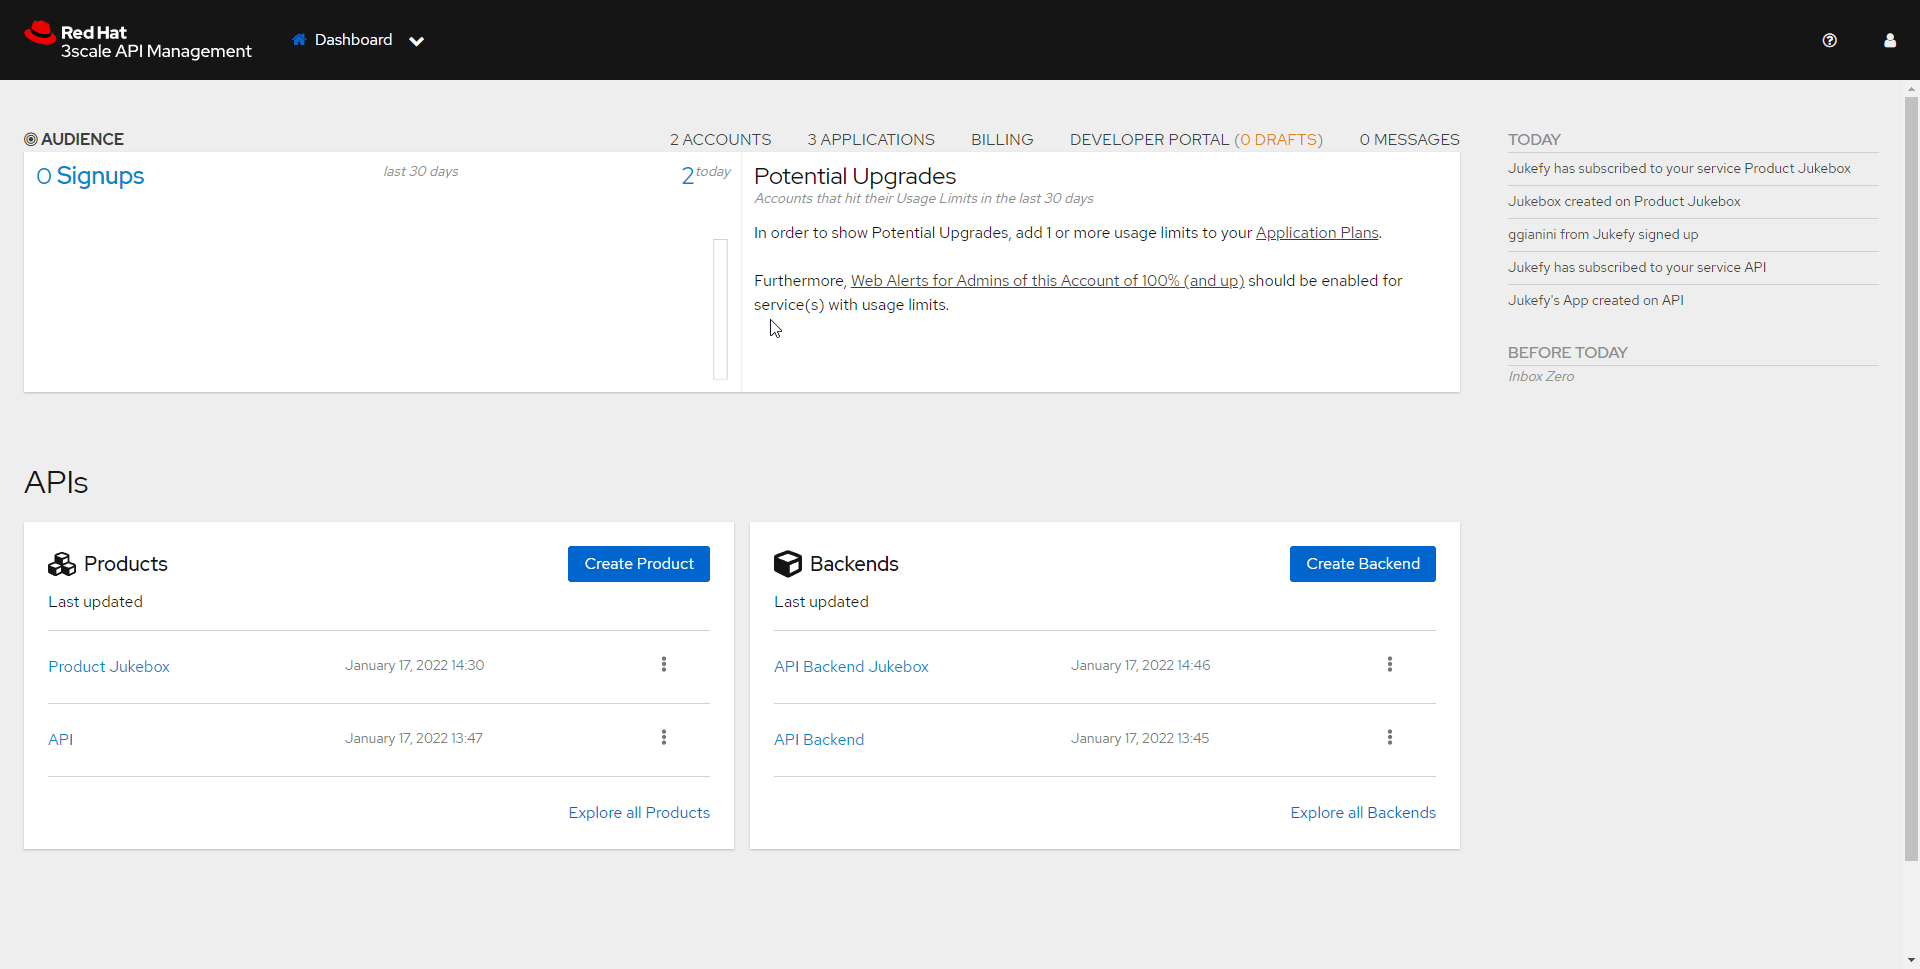 Red Hat
3scale API Management
Dashboard
AUDIENCE
2 ACCOUNTS
3 APPLICATIONS
BILLING
DEVELOPER PORTAL (0 DRAFTS)
0 MESSAGES
0 Signups
last 30 days
2 today
Potential Upgrades
Accounts that hit their Usage Limits in the last 30 days
In order to show Potential Upgrades, add 1 or more usage limits to your Application Plans.
Furthermore, Web Alerts for Admins of this Account of 100% (and up) should be enabled for
service(s) with usage limits.
TODAY
Jukefy has subscribed to your service Product Jukebox
Jukebox created on Product Jukebox
ggianini from Jukefy signed up
Jukefy has subscribed to your service API
Jukefy's App created on API
BEFORE TODAY
Inbox Zero
APIs
Products
Create Product
Last updated
Product Jukebox
January 17, 2022 14:30
API
January 17, 2022 13:47
Explore all Products
Backends
Create Backend
Last updated
API Backend Jukebox
January 17, 2022 14:46
API Backend
January 17, 2022 13:45
Explore all Backends